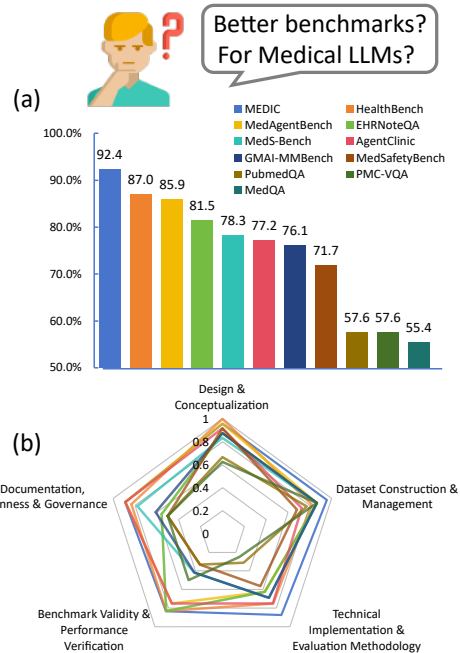 Better benchmarks?
For Medical LLMs?
(a)
MEDIC
HealthBench
MedAgentBench
EHRNoteQA
MedS-Bench
AgentClinic
GMAI-MMBench
MedSafetyBench
PubmedQA
PMC-VQA
MedQA
100.0%
90.0%
80.0%
70.0%
60.0%
50.0%
92.4
87.0
85.9
81.5
78.3
77.2
76.1
71.7
57.6
57.6
55.4
(b)
Design &
Conceptualization
1
0.8
0.6
0.4
0.2
0
Dataset Construction &
Management
Technical
Implementation &
Evaluation Methodology
Benchmark Validity &
Performance
Verification
Documentation,
nness & Governance